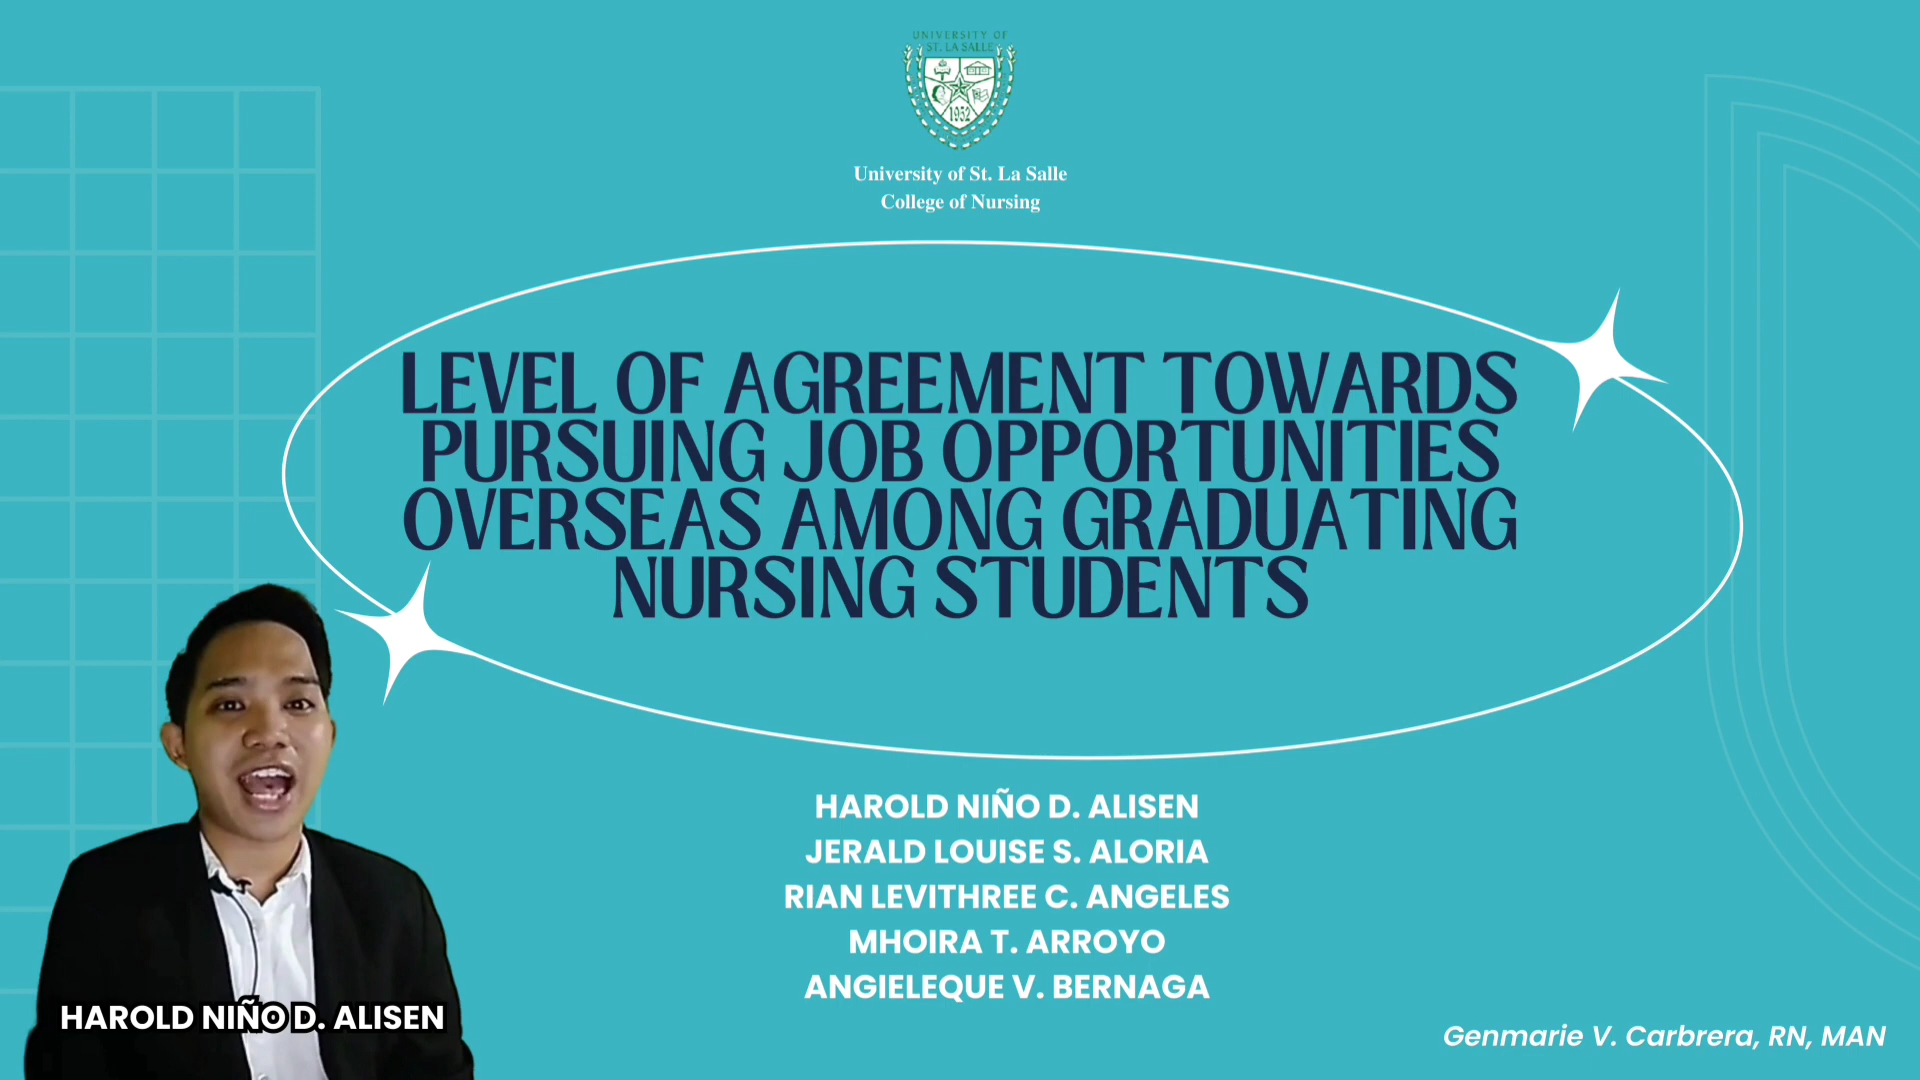 UNIVERSITY OF
ST. LA SALLE
1952
University of St. La Salle
College of Nursing
LEVEL OF AGREEMENT TOWARDS
PURSUING JOB OPPORTUNITIES
OVERSEAS AMONG GRADUATING
NURSING STUDENTS
HAROLD NIÑO D. ALISEN
JERALD LOUISE S. ALORIA
RIAN LEVITHREE C. ANGELES
MHOIRA T. ARROYO
ANGIELEQUE V. BERNAGA
HAROLD NIÑO D. ALISEN
Genmarie V. Carbrera, RN, MAN